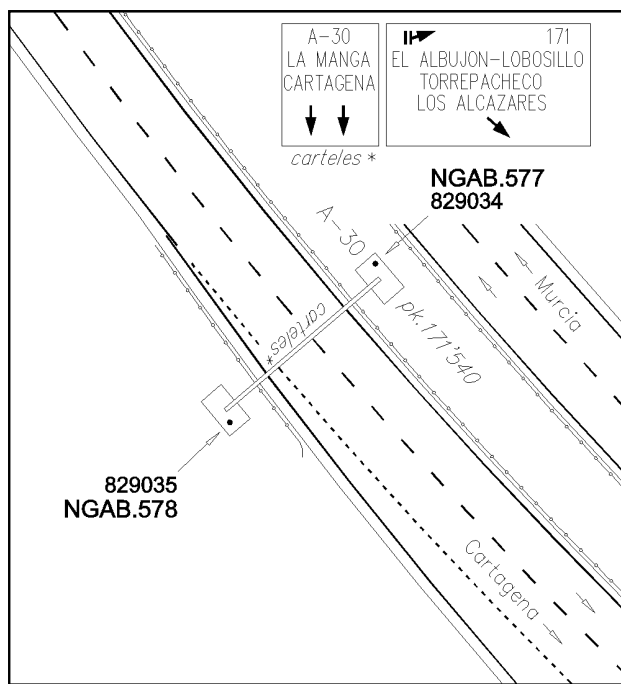 A-30
LA MANGA
CARTAGENA
171
EL ALBUJON-LOBOSILLO
TORREPACHECO
LOS ALCAZARES
carteles *
NGAB.577
829034
A-30
Murcia
carteles*
pk.171'540
829035
NGAB.578
Cartagena